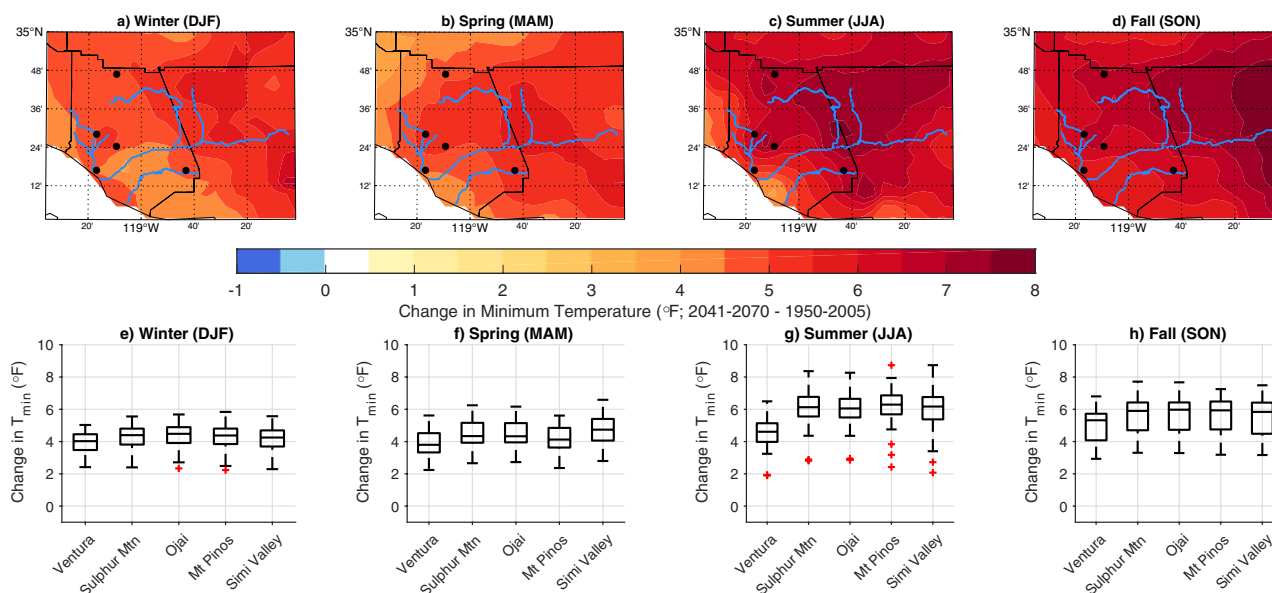 a) Winter (DJF)
b) Spring (MAM)
c) Summer (JJA)
d) Fall (SON)
35°N
48'
36'
24'
12'
20'
119°W
40'
20'
35°N
48'
36'
24'
12'
20'
119°W
40'
20'
35°N
48'
36'
24'
12'
20'
119°W
40'
20'
35°N
48'
36'
24'
12'
20'
119°W
40'
20'
-1 0 1 2 3 4 5 6 7 8
Change in Minimum Temperature (°F; 2041-2070 - 1950-2005)
e) Winter (DJF)
Change in Tmin (°F)
10
8
6
4
2
0
Ventura
Sulphur Mtn
Ojai
Mt Pinos
Simi Valley
f) Spring (MAM)
Change in Tmin (°F)
10
8
6
4
2
0
Ventura
Sulphur Mtn
Ojai
Mt Pinos
Simi Valley
g) Summer (JJA)
Change in Tmin (°F)
10
8
6
4
2
0
Ventura
Sulphur Mtn
Ojai
Mt Pinos
Simi Valley
h) Fall (SON)
Change in Tmin (°F)
10
8
6
4
2
0
Ventura
Sulphur Mtn
Ojai
Mt Pinos
Simi Valley